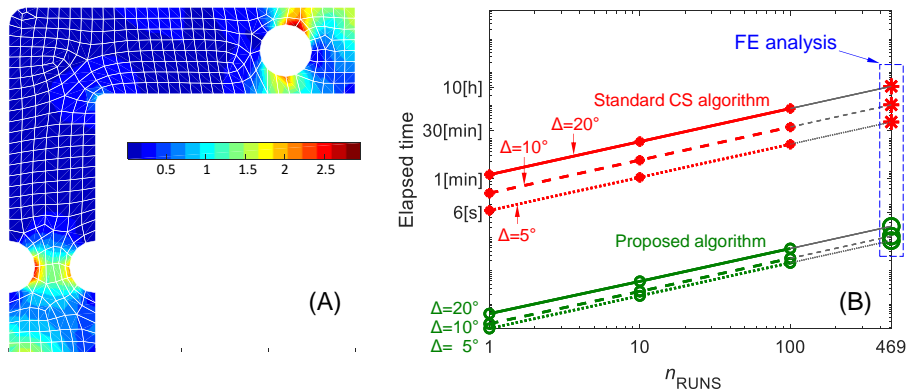 0.5 1 1.5 2 2.5
(A)
Elapsed time
10[h]
30[min]
1[min]
6[s]
FE analysis
Standard CS algorithm
Δ=20°
Δ=10°
Δ=5°
Proposed algorithm
Δ=20°
Δ=10°
Δ= 5°
(B)
1 10 100 469
nRUNS